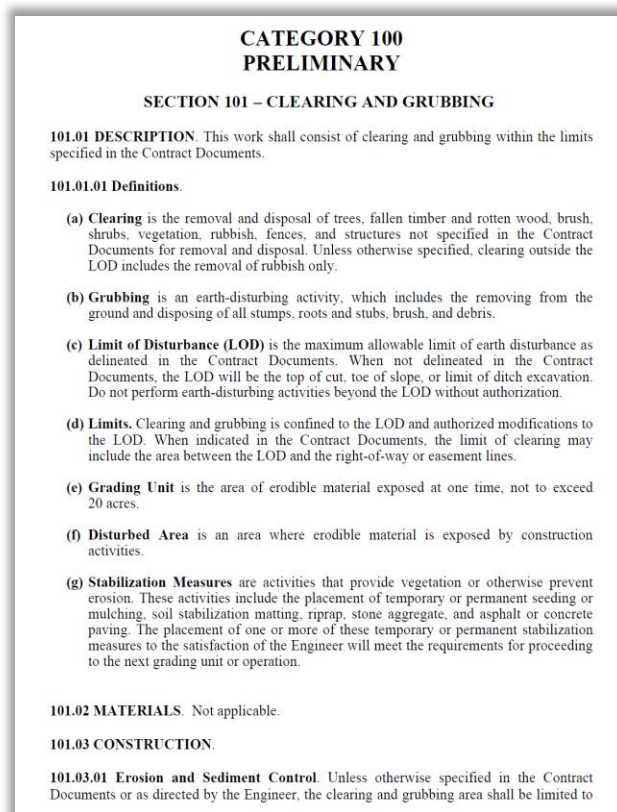 CATEGORY 100
PRELIMINARY
SECTION 101 – CLEARING AND GRUBBING
101.01 DESCRIPTION. This work shall consist of clearing and grubbing within the limits
specified in the Contract Documents.
101.01.01 Definitions.
(a) Clearing is the removal and disposal of trees, fallen timber and rotten wood, brush,
shrubs, vegetation, rubbish, fences, and structures not specified in the Contract
Documents for removal and disposal. Unless otherwise specified, clearing outside the
LOD includes the removal of rubbish only.
(b) Grubbing is an earth-disturbing activity, which includes the removing from the
ground and disposing of all stumps, roots and stubs, brush, and debris.
(c) Limit of Disturbance (LOD) is the maximum allowable limit of earth disturbance as
delineated in the Contract Documents. When not delineated in the Contract
Documents, the LOD will be the top of cut, toe of slope, or limit of ditch excavation.
Do not perform earth-disturbing activities beyond the LOD without authorization.
(d) Limits. Clearing and grubbing is confined to the LOD and authorized modifications to
the LOD. When indicated in the Contract Documents, the limit of clearing may
include the area between the LOD and the right-of-way or easement lines.
(e) Grading Unit is the area of erodible material exposed at one time, not to exceed
20 acres.
(f) Disturbed Area is an area where erodible material is exposed by construction
activities.
(g) Stabilization Measures are activities that provide vegetation or otherwise prevent
erosion. These activities include the placement of temporary or permanent seeding or
mulching, soil stabilization matting, riprap, stone aggregate, and asphalt or concrete
paving. The placement of one or more of these temporary or permanent stabilization
measures to the satisfaction of the Engineer will meet the requirements for proceeding
to the next grading unit or operation.
101.02 MATERIALS. Not applicable.
101.03 CONSTRUCTION.
101.03.01 Erosion and Sediment Control. Unless otherwise specified in the Contract
Documents or as directed by the Engineer, the clearing and grubbing area shall be limited to